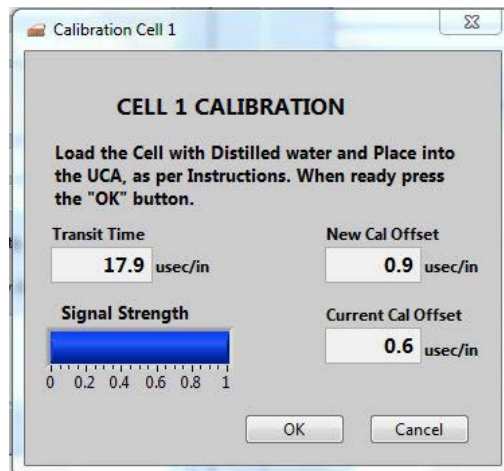 Calibration Cell 1
CELL 1 CALIBRATION
Load the Cell with Distilled water and Place into
the UCA, as per Instructions. When ready press
the "OK" button.
Transit Time
17.9 usec/in
New Cal Offset
0.9 usec/in
Signal Strength
0 0.2 0.4 0.6 0.8 1
Current Cal Offset
0.6 usec/in
OK Cancel